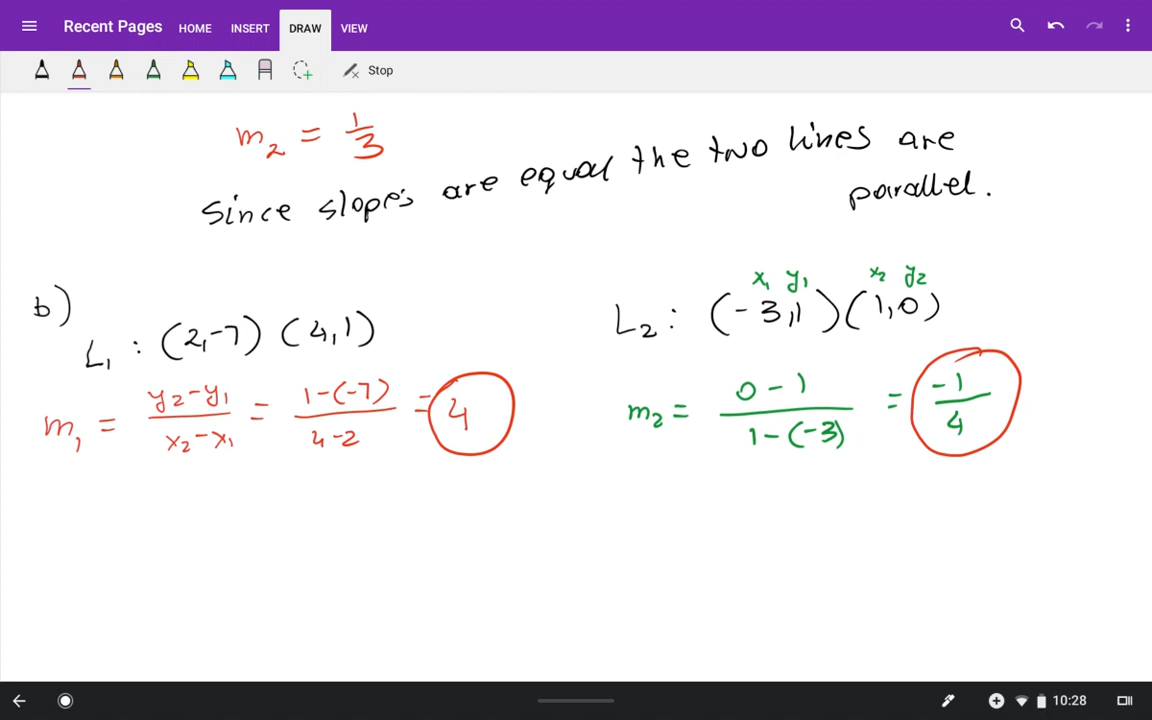 Recent Pages HOME INSERT DRAW VIEW
Stop
m₂ = 1/3
Since slope's are equal the two lines are
parallel.
b)
L₁ : (2,-7) (4,1)
m₁ = y₂-y₁/x₂-x₁ = 1-(-7)/4-2 = 4
x₁ y₁ x₂ y₂
L₂ : (-3,1) (1,0)
m₂ = 0-1/1-(-3) = -1/4
10:28